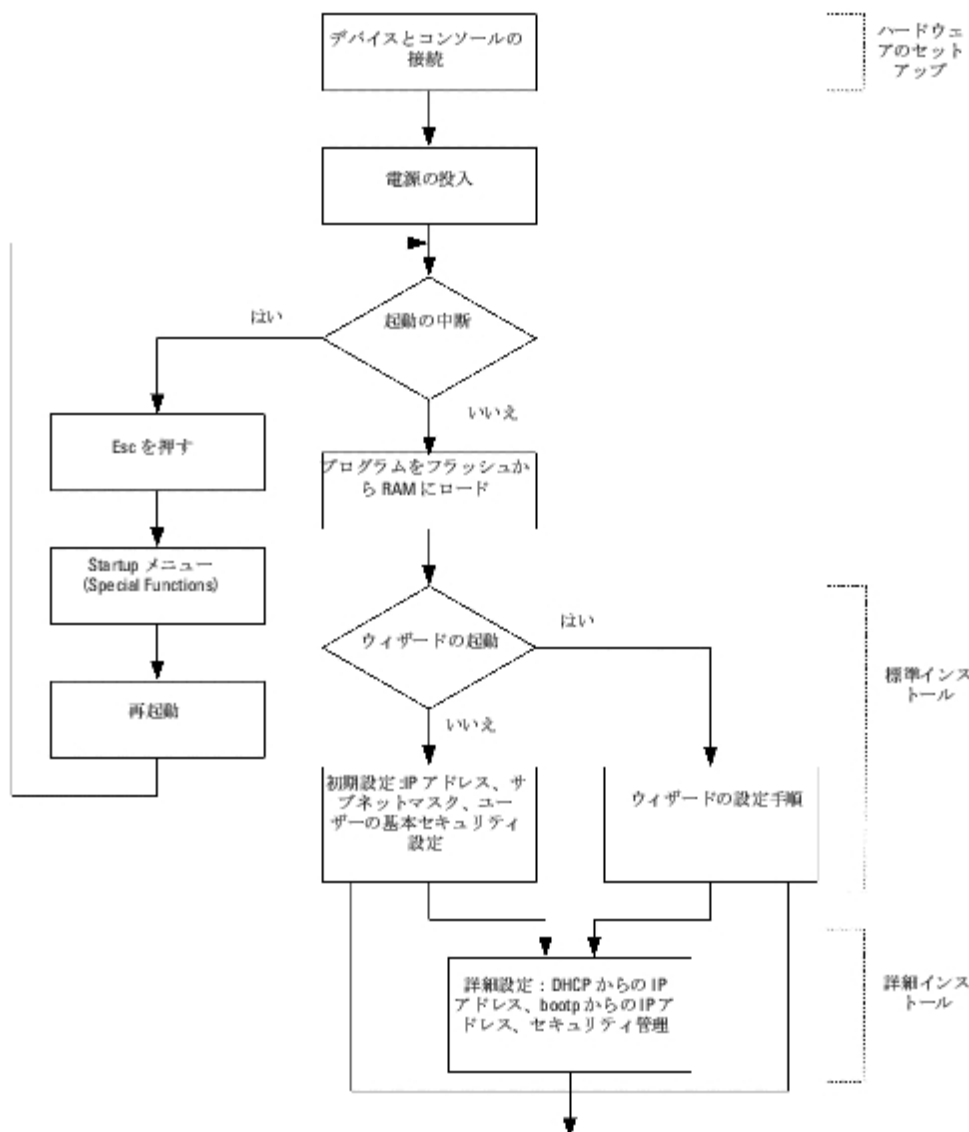 デバイスとコンソールの
接続
ハードウェ
アのセット
アップ
電源の投入
起動の中断
はい
いいえ
Esc を押す
プログラムをフラッシュか
ら RAM にロード
Startup メニュー
(Special Functions)
ウィザードの起動
はい
いいえ
標準インス
トール
再起動
初期設定:IP アドレス、サ
ブネットマスク、ユー
ザーの基本セキュリティ
設定
ウィザードの設定手順
詳細設定：DHCP からの IP
アドレス、bootp からの IP ア
ドレス、セキュリティ管理
詳細インス
トール